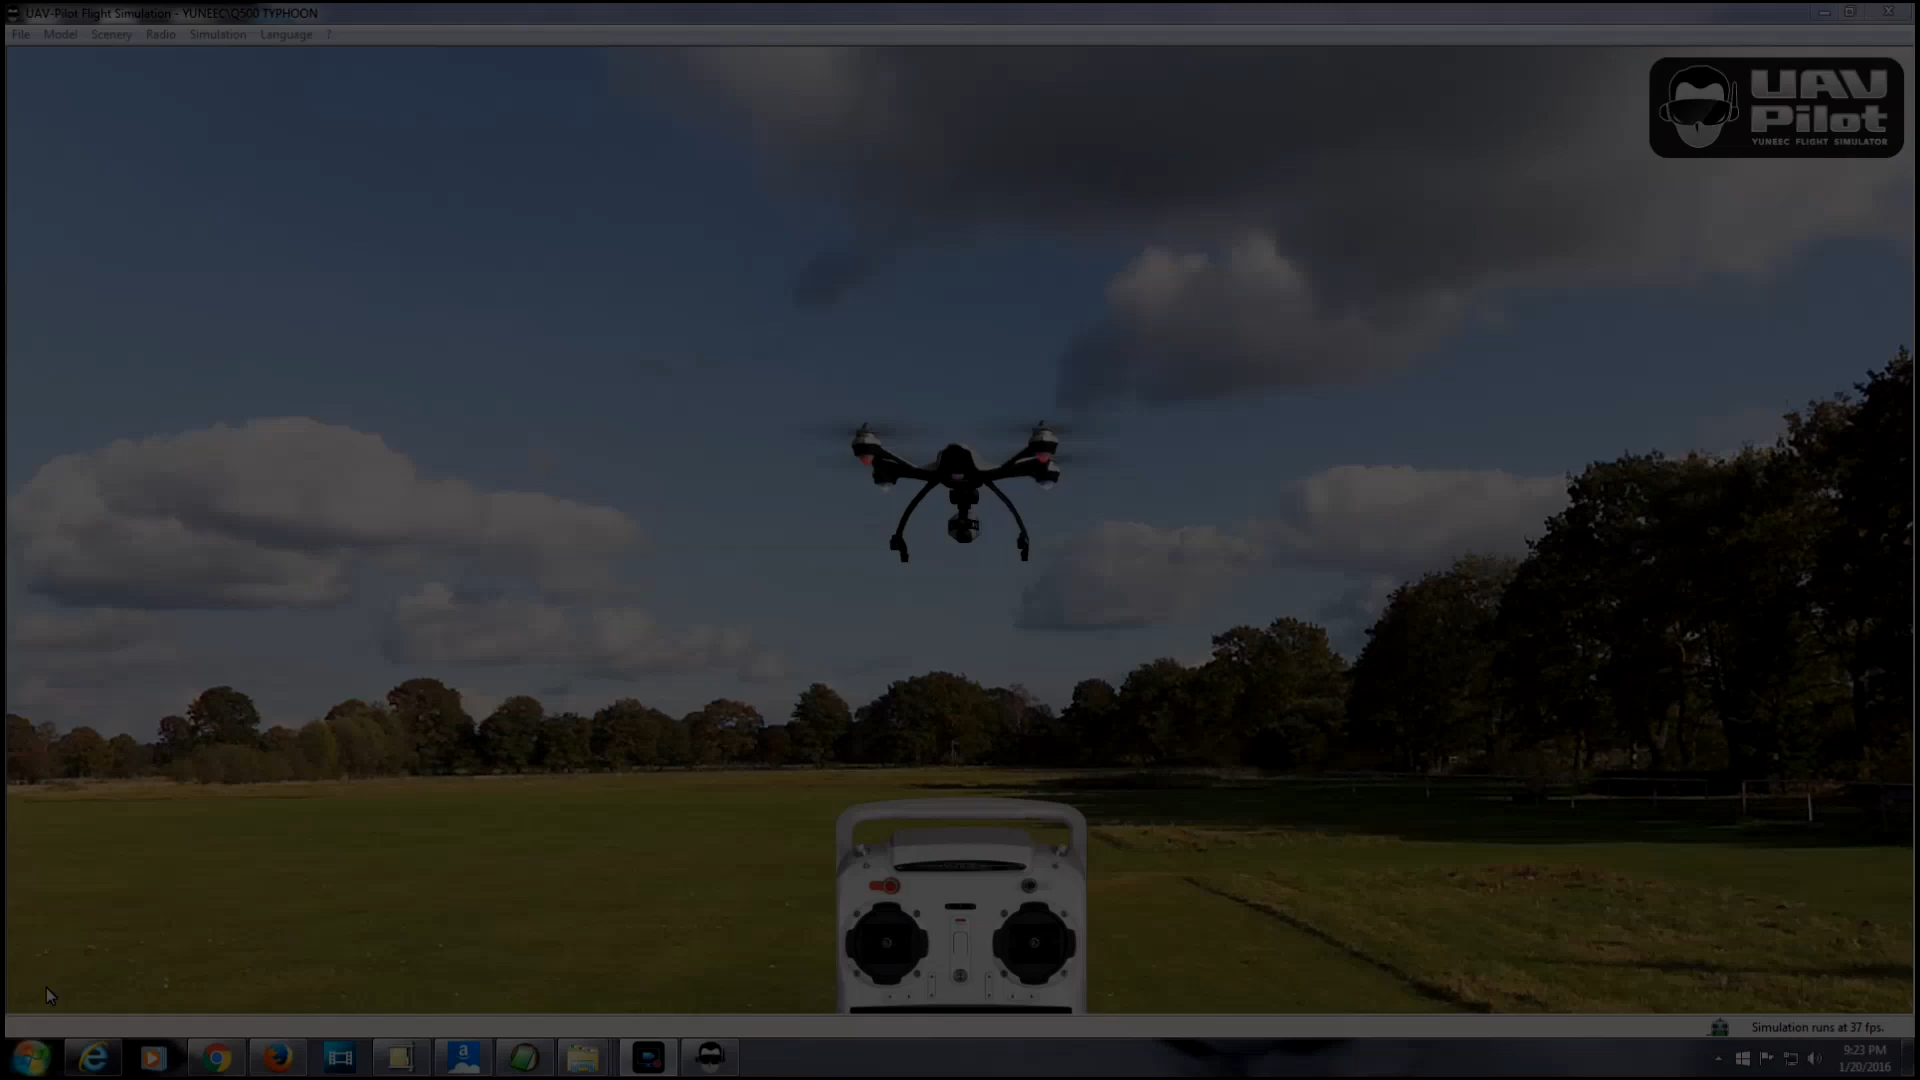 UAV-Pilot Flight Simulation - YUNEEC\Q500 TYPHOON
File Model Scenery Radio Simulation Language ?
UAV
Pilot
YUNEEC FLIGHT SIMULATOR
Simulation runs at 37 fps.
9:23 PM
1/20/2016